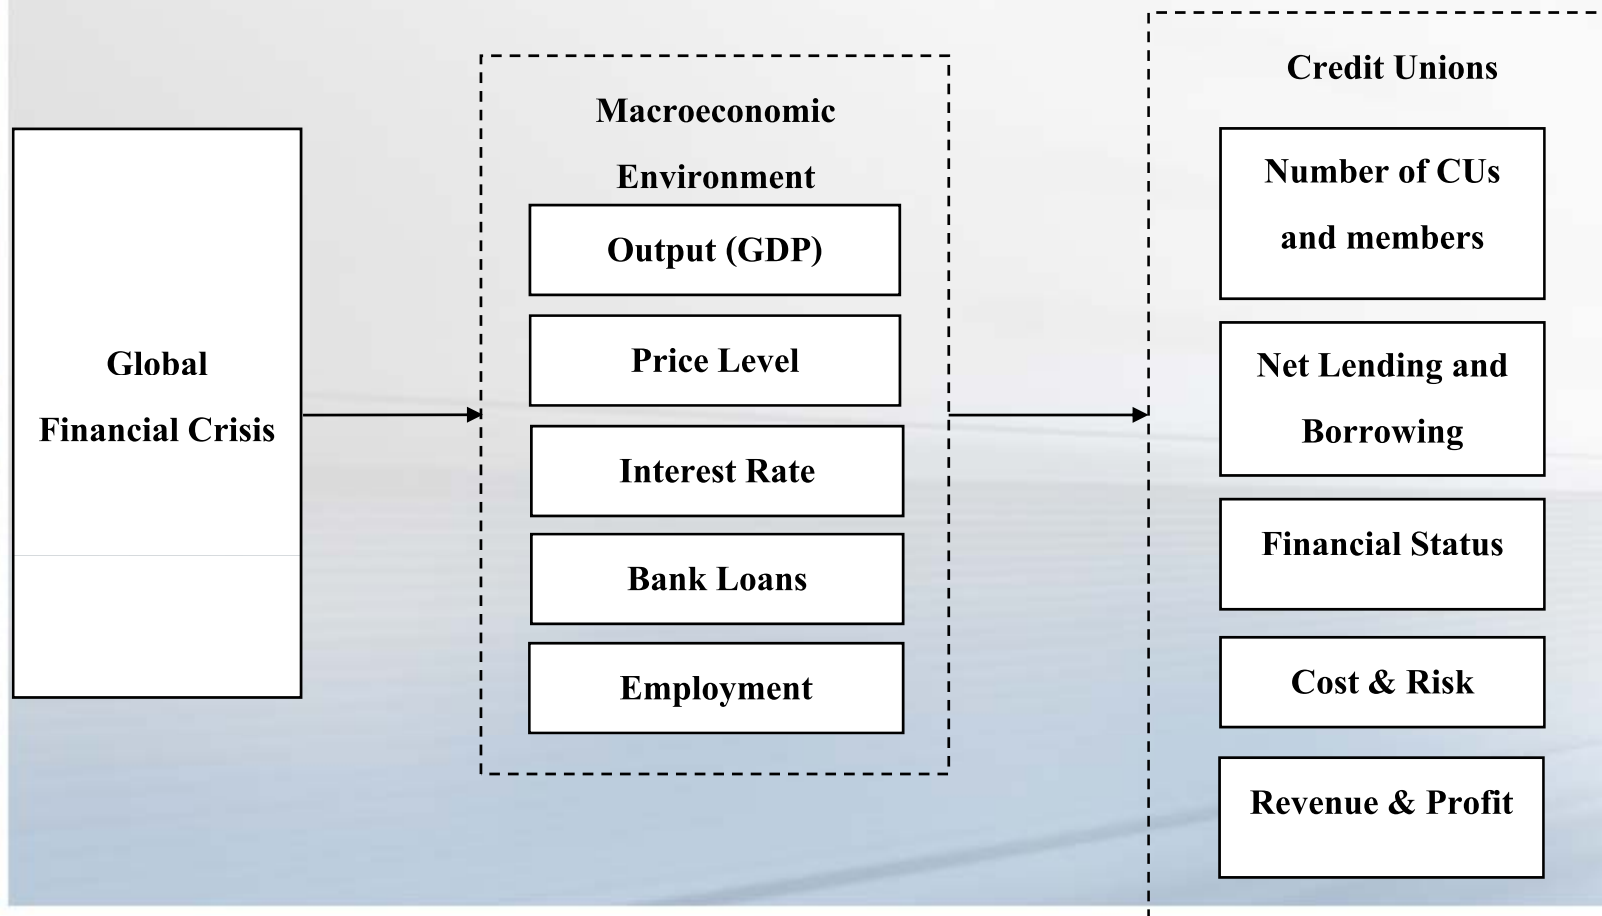 Global
Financial Crisis
Macroeconomic
Environment
Output (GDP)
Price Level
Interest Rate
Bank Loans
Employment
Credit Unions
Number of CUs
and members
Net Lending and
Borrowing
Financial Status
Cost & Risk
Revenue & Profit